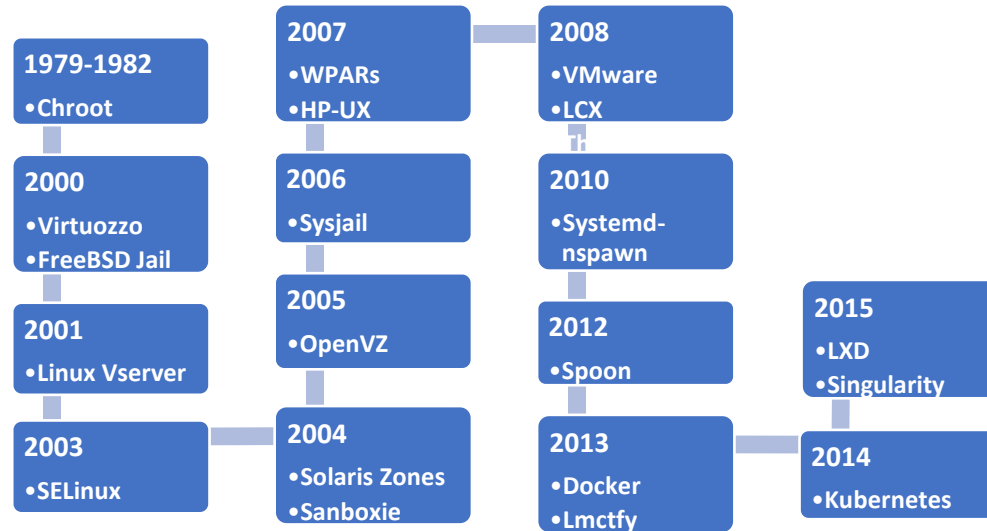 1979-1982
•Chroot
2000
•Virtuozzo
•FreeBSD Jail
2001
•Linux Vserver
2003
•SELinux
2004
•Solaris Zones
•Sanboxie
2005
•OpenVZ
2006
•Sysjail
2007
•WPARs
•HP-UX
2008
•VMware
•LCX
2010
•Systemd-
nspawn
2012
•Spoon
2013
•Docker
•Lmctfy
2014
•Kubernetes
2015
•LXD
•Singularity